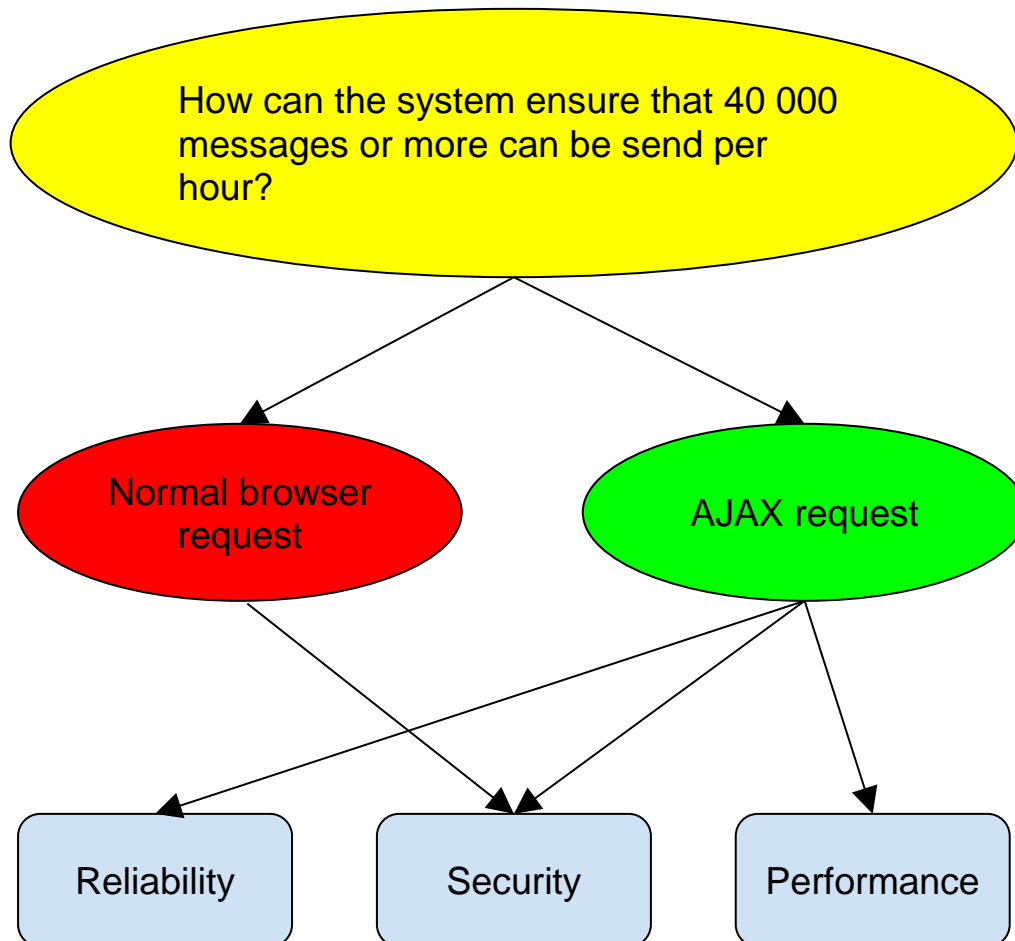 How can the system ensure that 40 000
messages or more can be send per
hour?
Normal browser
request
AJAX request
Reliability
Security
Performance